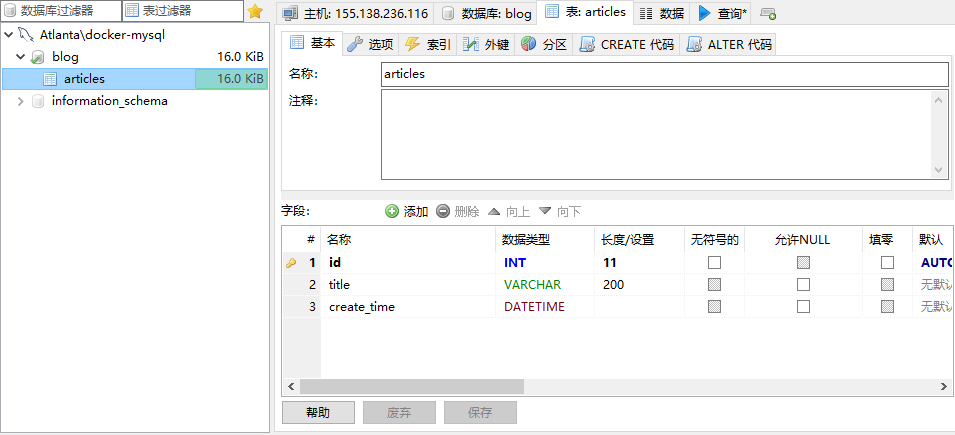 数据库过滤器 表过滤器
主机: 155.138.236.116 数据库: blog 表: articles 数据 查询*
Atlanta\docker-mysql
blog 16.0 KiB
articles 16.0 KiB
information_schema
基本 选项 索引 外键 分区 CREATE 代码 ALTER 代码
名称: articles
注释:
字段: 添加 删除 向上 向下
# 名称 数据类型 长度/设置 无符号的 允许NULL 填零 默认
1 id INT 11 AUTO
2 title VARCHAR 200 无默认
3 create_time DATETIME 无默认
帮助 废弃 保存